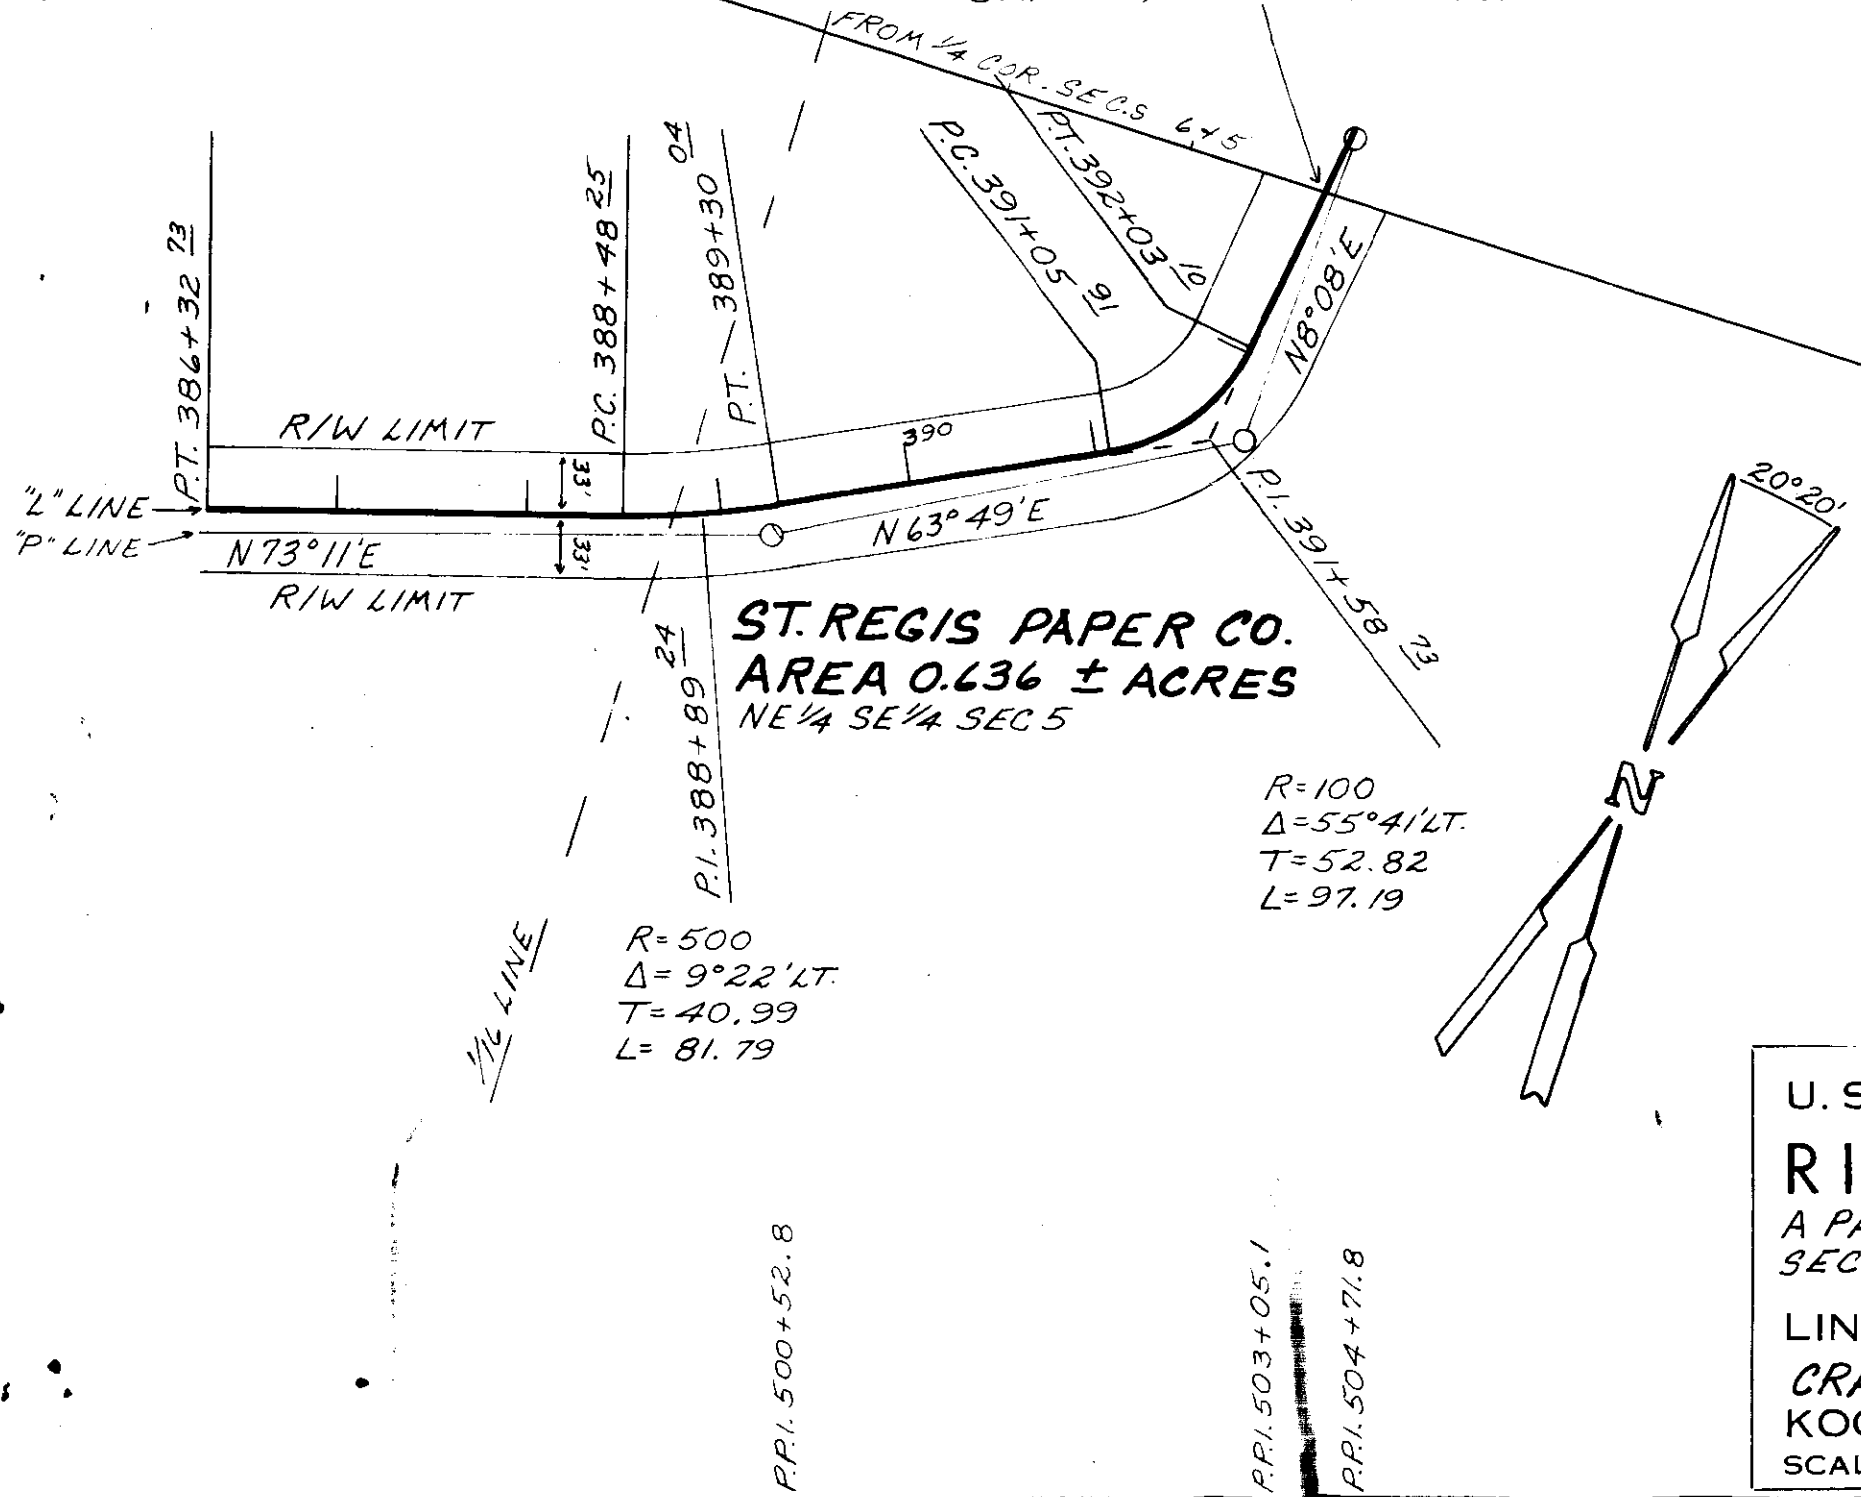 FROM 1/4 COR. SECS 6+5
P.T. 386+32 73
P.C. 388+48 25
P.T. 389+30 04
P.C. 391+05 91
P.T. 392+03 10
N8°08'E
R/W LIMIT
390
33'
"L" LINE
"P" LINE
33'
N 73°11'E
N 63°49'E
R/W LIMIT
P.I. 391+58 73
20°20'
P.I. 388+89 24
ST. REGIS PAPER CO.
AREA 0.636 ± ACRES
NE 1/4 SE 1/4 SEC 5
N
R=100
Δ=55°41'LT.
T=52.82
L=97.19
1/16 LINE
R=500
Δ=9°22'LT.
T=40.99
L=81.79
P.P.I. 500+52.8
P.P.I. 503+05.1
P.P.I. 504+71.8
U. S
RI
A PA
SEC
LIN
CRA
KOO
SCAL